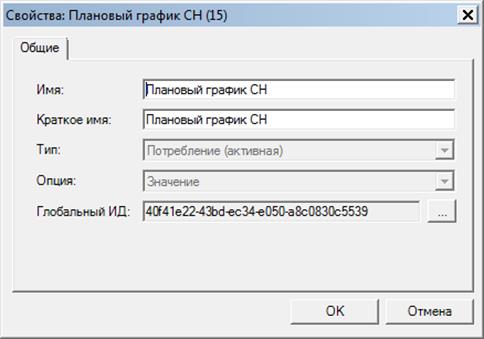 Свойства: Плановый график СН (15)
Общие
Имя: Плановый график СН
Краткое имя: Плановый график СН
Тип: Потребление (активная)
Опция: Значение
Глобальный ИД: 40f41e22-43bd-ec34-e050-a8c0830c5539 ...
OK Отмена